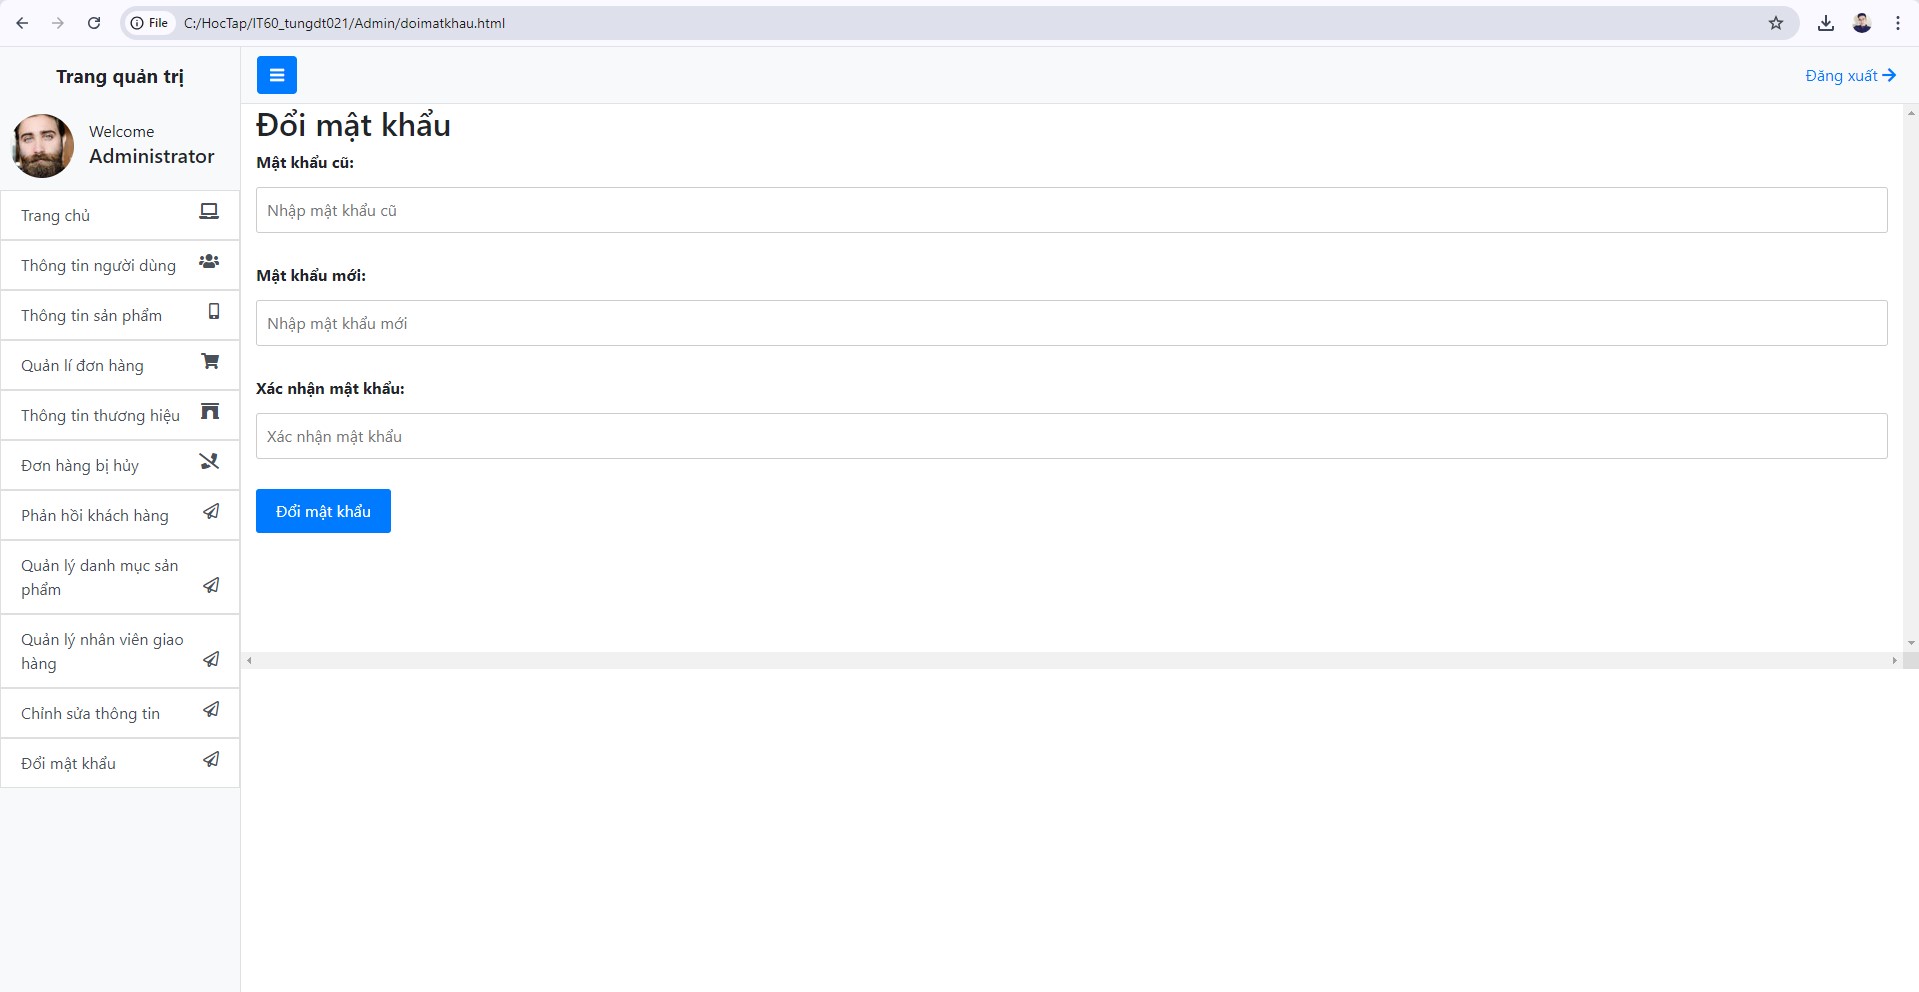 File
C:/HocTap/IT60_tungdt021/Admin/doimatkhau.html
Trang quản trị
Đăng xuất
Welcome
Administrator
Trang chủ
Thông tin người dùng
Thông tin sản phẩm
Quản lí đơn hàng
Thông tin thương hiệu
Đơn hàng bị hủy
Phản hồi khách hàng
Quản lý danh mục sản
phẩm
Quản lý nhân viên giao
hàng
Chỉnh sửa thông tin
Đổi mật khẩu
Đổi mật khẩu
Mật khẩu cũ:
Nhập mật khẩu cũ
Mật khẩu mới:
Nhập mật khẩu mới
Xác nhận mật khẩu:
Xác nhận mật khẩu
Đổi mật khẩu